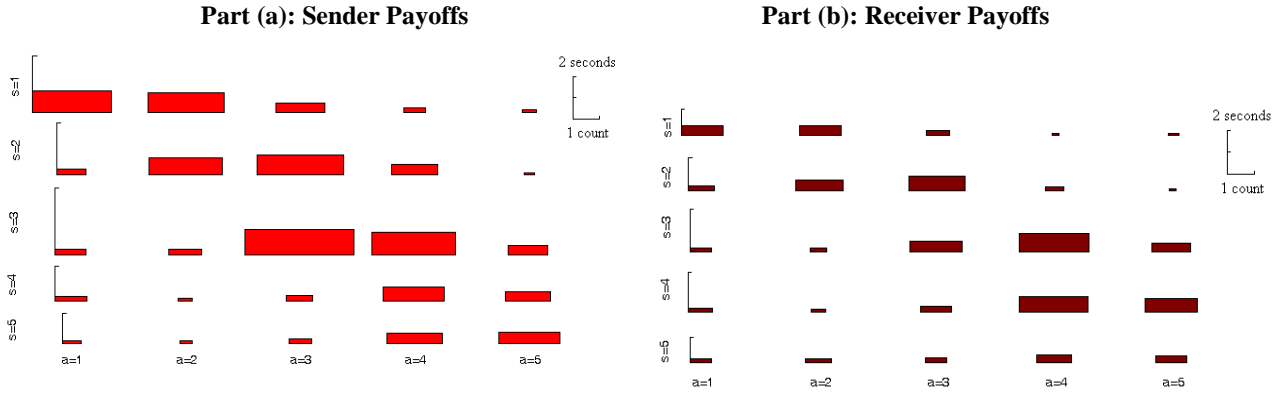 Part (a): Sender Payoffs
s=1
s=2
s=3
s=4
s=5
a=1 a=2 a=3 a=4 a=5
2 seconds
1 count
Part (b): Receiver Payoffs
s=1
s=2
s=3
s=4
s=5
a=1 a=2 a=3 a=4 a=5
2 seconds
1 count